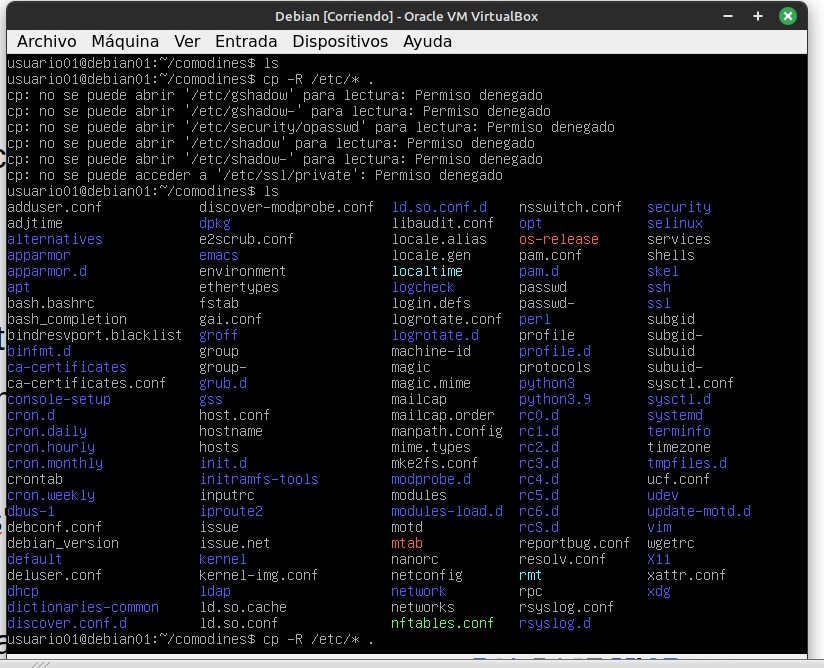 Debian [Corriendo] - Oracle VM VirtualBox
Archivo Máquina Ver Entrada Dispositivos Ayuda
usuario01@debian01:~/comodines$ ls
usuario01@debian01:~/comodines$ cp -R /etc/* .
cp: no se puede abrir '/etc/gshadow' para lectura: Permiso denegado
cp: no se puede abrir '/etc/gshadow-' para lectura: Permiso denegado
cp: no se puede abrir '/etc/security/opasswd' para lectura: Permiso denegado
cp: no se puede abrir '/etc/shadow' para lectura: Permiso denegado
cp: no se puede abrir '/etc/shadow-' para lectura: Permiso denegado
cp: no se puede acceder a '/etc/ssl/private': Permiso denegado
usuario01@debian01:~/comodines$ ls
adduser.conf discover-modprobe.conf ld.so.conf.d nsswitch.conf security
adjtime dpkg libaudit.conf opt selinux
alternatives e2scrub.conf locale.alias os-release services
apparmor emacs locale.gen pam.conf shells
apparmor.d environment localtime pam.d skel
apt ethertypes logcheck passwd ssh
bash.bashrc fstab login.defs passwd- ssl
bash_completion gai.conf logrotate.conf perl subgid
bindresvport.blacklist groff logrotate.d profile subgid-
binfmt.d group machine-id profile.d subuid
ca-certificates group- magic protocols subuid-
ca-certificates.conf grub.d magic.mime python3 sysctl.conf
console-setup gss mailcap python3.9 sysctl.d
cron.d host.conf mailcap.order rc0.d systemd
cron.daily hostname manpath.config rc1.d terminfo
cron.hourly hosts mime.types rc2.d timezone
cron.monthly init.d mke2fs.conf rc3.d tmpfiles.d
crontab initramfs-tools modprobe.d rc4.d ucf.conf
cron.weekly inputrc modules rc5.d udev
dbus-1 iproute2 modules-load.d rc6.d update-motd.d
debconf.conf issue motd rcS.d vim
debian_version issue.net mtab reportbug.conf wgetrc
default kernel nanorc resolv.conf X11
deluser.conf kernel-img.conf netconfig rmt xattr.conf
dhcp ldap network rpc xdg
dictionaries-common ld.so.cache networks rsyslog.conf
discover.conf.d ld.so.conf nftables.conf rsyslog.d
usuario01@debian01:~/comodines$ cp -R /etc/* .